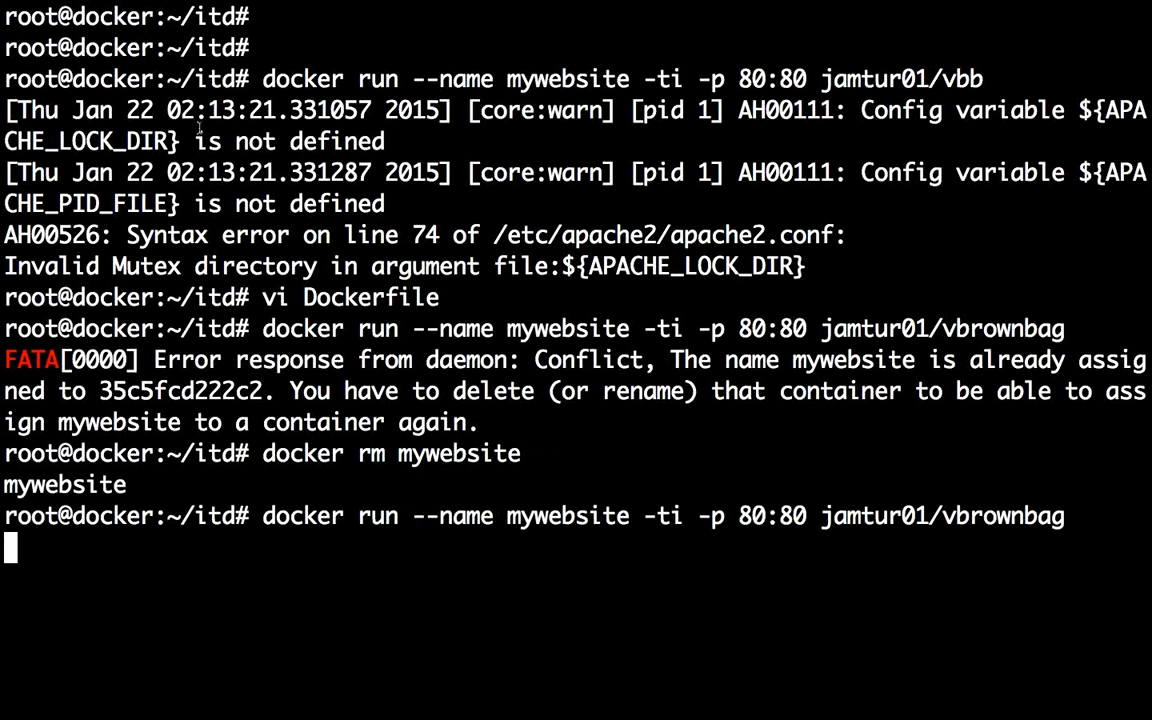 root@docker:~/itd#
root@docker:~/itd#
root@docker:~/itd# docker run --name mywebsite -ti -p 80:80 jamtur01/vbb
[Thu Jan 22 02:13:21.331057 2015] [core:warn] [pid 1] AH00111: Config variable ${APA
CHE_LOCK_DIR} is not defined
[Thu Jan 22 02:13:21.331287 2015] [core:warn] [pid 1] AH00111: Config variable ${APA
CHE_PID_FILE} is not defined
AH00526: Syntax error on line 74 of /etc/apache2/apache2.conf:
Invalid Mutex directory in argument file:${APACHE_LOCK_DIR}
root@docker:~/itd# vi Dockerfile
root@docker:~/itd# docker run --name mywebsite -ti -p 80:80 jamtur01/vbrownbag
FATA[0000] Error response from daemon: Conflict, The name mywebsite is already assig
ned to 35c5fcd222c2. You have to delete (or rename) that container to be able to ass
ign mywebsite to a container again.
root@docker:~/itd# docker rm mywebsite
mywebsite
root@docker:~/itd# docker run --name mywebsite -ti -p 80:80 jamtur01/vbrownbag